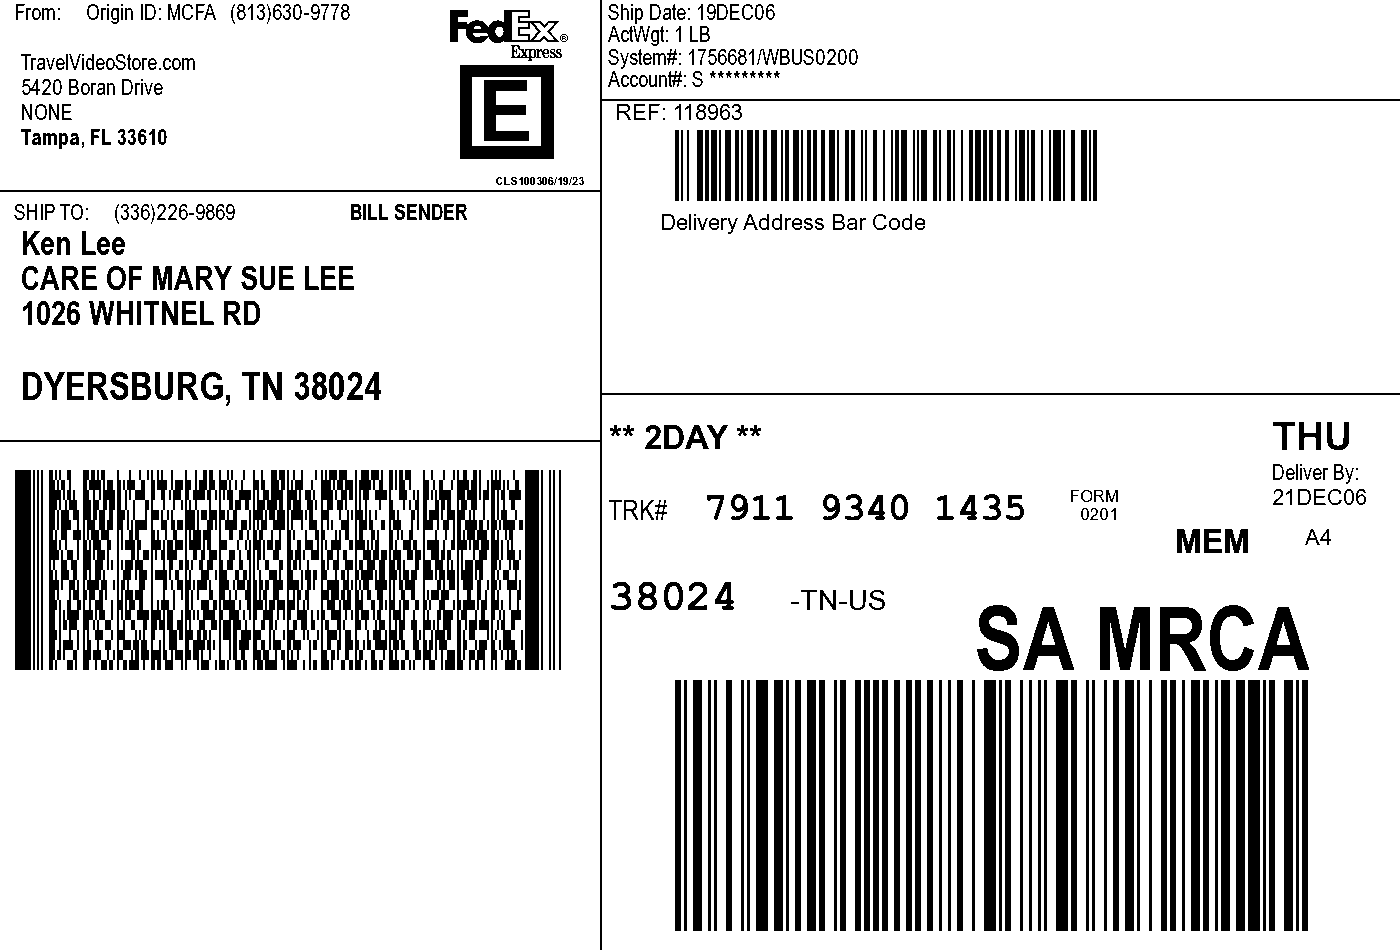 From: Origin ID: MCFA (813)630-9778
TravelVideoStore.com
5420 Boran Drive
NONE
Tampa, FL 33610
FedEx®
Express
E
CLS100306/19/23
Ship Date: 19DEC06
ActWgt: 1 LB
System#: 1756681/WBUS0200
Account#: S *********
REF: 118963
Delivery Address Bar Code
SHIP TO: (336)226-9869 BILL SENDER
Ken Lee
CARE OF MARY SUE LEE
1026 WHITNEL RD
DYERSBURG, TN 38024
** 2DAY **
THU
Deliver By:
21DEC06
TRK# 7911 9340 1435 FORM
0201
MEM A4
38024 -TN-US
SA MRCA